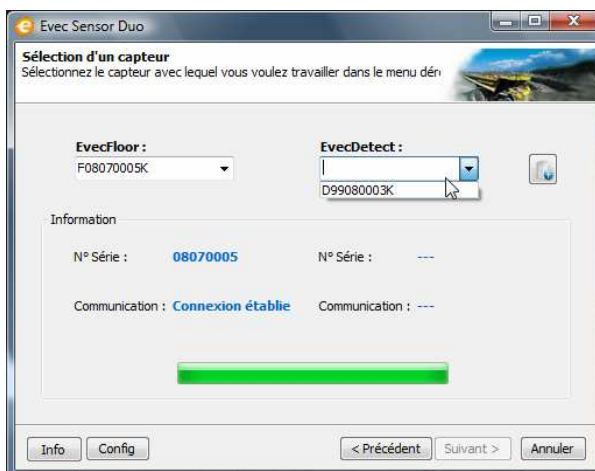 Evec Sensor Duo
Sélection d'un capteur
Sélectionnez le capteur avec lequel vous voulez travailler dans le menu dér
EvecFloor : EvecDetect :
F08070005K
D99080003K
Information
N° Série : 08070005 N° Série : ---
Communication : Connexion établie Communication : ---
Info Config < Précédent Suivant > Annuler